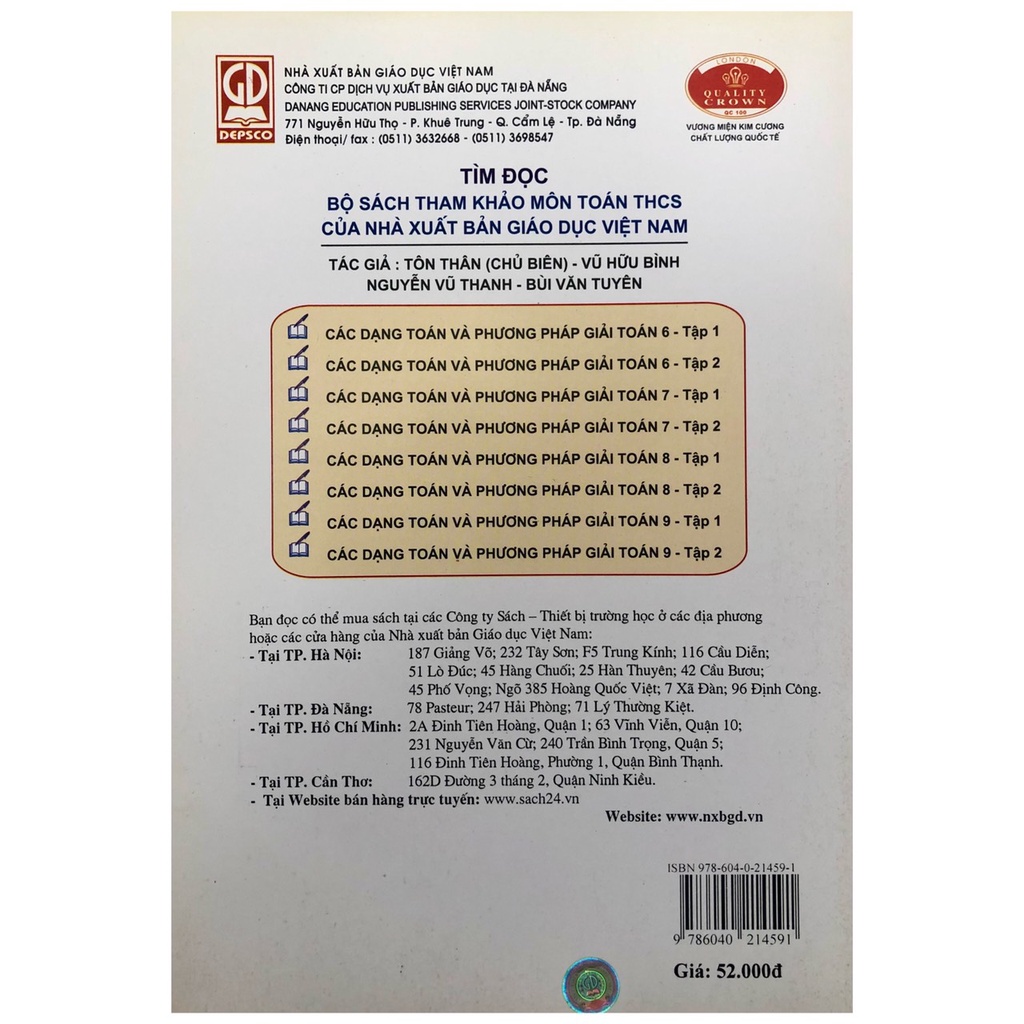 GD
DEPSCO
NHÀ XUẤT BẢN GIÁO DỤC VIỆT NAM
CÔNG TI CP DỊCH VỤ XUẤT BẢN GIÁO DỤC TẠI ĐÀ NẴNG
DANANG EDUCATION PUBLISHING SERVICES JOINT-STOCK COMPANY
771 Nguyễn Hữu Thọ - P. Khuê Trung - Q. Cẩm Lệ - Tp. Đà Nẵng
Điện thoại/ fax : (0511) 3632668 - (0511) 3698547
LONDON
QUALITY
CROWN
QC 100
VƯƠNG MIỆN KIM CƯƠNG
CHẤT LƯỢNG QUỐC TẾ
TÌM ĐỌC
BỘ SÁCH THAM KHẢO MÔN TOÁN THCS
CỦA NHÀ XUẤT BẢN GIÁO DỤC VIỆT NAM
TÁC GIẢ : TÔN THÂN (CHỦ BIÊN) - VŨ HỮU BÌNH
NGUYỄN VŨ THANH - BÙI VĂN TUYÊN
CÁC DẠNG TOÁN VÀ PHƯƠNG PHÁP GIẢI TOÁN 6 - Tập 1
CÁC DẠNG TOÁN VÀ PHƯƠNG PHÁP GIẢI TOÁN 6 - Tập 2
CÁC DẠNG TOÁN VÀ PHƯƠNG PHÁP GIẢI TOÁN 7 - Tập 1
CÁC DẠNG TOÁN VÀ PHƯƠNG PHÁP GIẢI TOÁN 7 - Tập 2
CÁC DẠNG TOÁN VÀ PHƯƠNG PHÁP GIẢI TOÁN 8 - Tập 1
CÁC DẠNG TOÁN VÀ PHƯƠNG PHÁP GIẢI TOÁN 8 - Tập 2
CÁC DẠNG TOÁN VÀ PHƯƠNG PHÁP GIẢI TOÁN 9 - Tập 1
CÁC DẠNG TOÁN VÀ PHƯƠNG PHÁP GIẢI TOÁN 9 - Tập 2
Bạn đọc có thể mua sách tại các Công ty Sách – Thiết bị trường học ở các địa phương
hoặc các cửa hàng của Nhà xuất bản Giáo dục Việt Nam:
- Tại TP. Hà Nội: 187 Giảng Võ; 232 Tây Sơn; F5 Trung Kính; 116 Cầu Diễn;
51 Lò Đúc; 45 Hàng Chuối; 25 Hàn Thuyên; 42 Cầu Bươu;
45 Phố Vọng; Ngõ 385 Hoàng Quốc Việt; 7 Xã Đàn; 96 Định Công.
- Tại TP. Đà Nẵng: 78 Pasteur; 247 Hải Phòng; 71 Lý Thường Kiệt.
- Tại TP. Hồ Chí Minh: 2A Đinh Tiên Hoàng, Quận 1; 63 Vĩnh Viễn, Quận 10;
231 Nguyễn Văn Cừ; 240 Trần Bình Trọng, Quận 5;
116 Đinh Tiên Hoàng, Phường 1, Quận Bình Thạnh.
- Tại TP. Cần Thơ: 162D Đường 3 tháng 2, Quận Ninh Kiều.
- Tại Website bán hàng trực tuyến: www.sach24.vn
Website: www.nxbgd.vn
ISBN 978-604-0-21459-1
9 786040 214591
Giá: 52.000đ